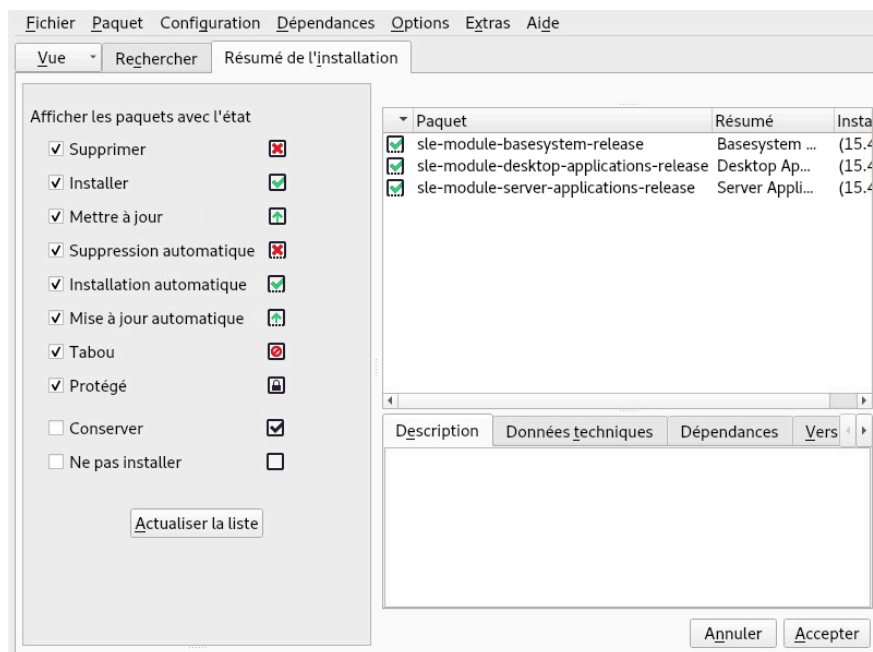 Fichier Paquet Configuration Dépendances Options Extras Aide
Vue Rechercher Résumé de l'installation
Afficher les paquets avec l'état
Supprimer
Installer
Mettre à jour
Suppression automatique
Installation automatique
Mise à jour automatique
Tabou
Protégé
Conserver
Ne pas installer
Actualiser la liste
Paquet Résumé Insta
sle-module-basesystem-release Basesystem ... (15.4
sle-module-desktop-applications-release Desktop Ap... (15.4
sle-module-server-applications-release Server Appli... (15.4
Description Données techniques Dépendances Vers
Annuler Accepter